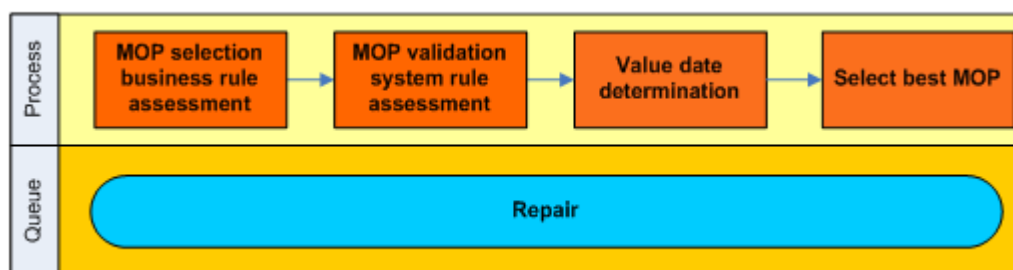 Process
MOP selection
business rule
assessment
MOP validation
system rule
assessment
Value date
determination
Select best MOP
Queue
Repair